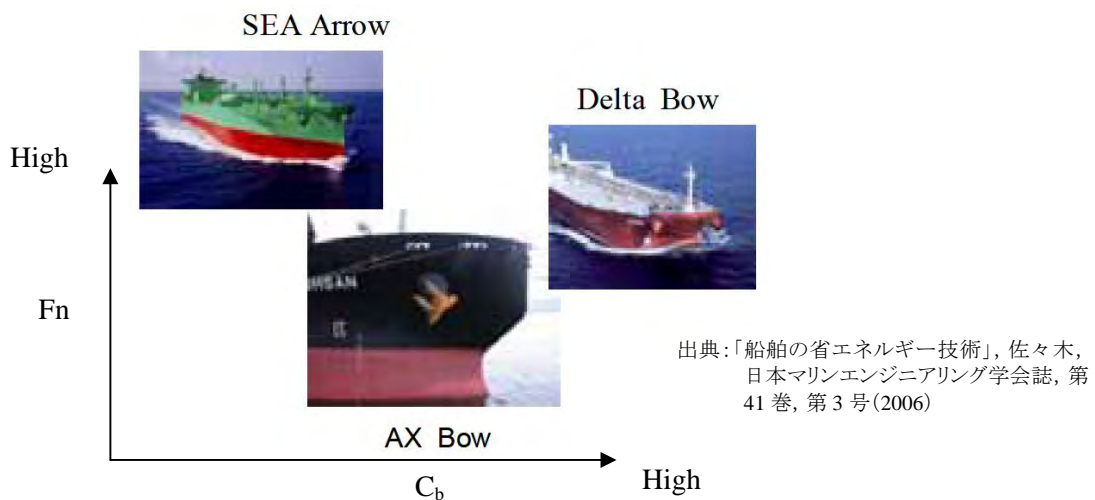 SEA Arrow
Delta Bow
High
Fn
出典:「船舶の省エネルギー技術」, 佐々木,
日本マリンエンジニアリング学会誌, 第
41 巻, 第 3 号(2006)
AX Bow
High
Cb